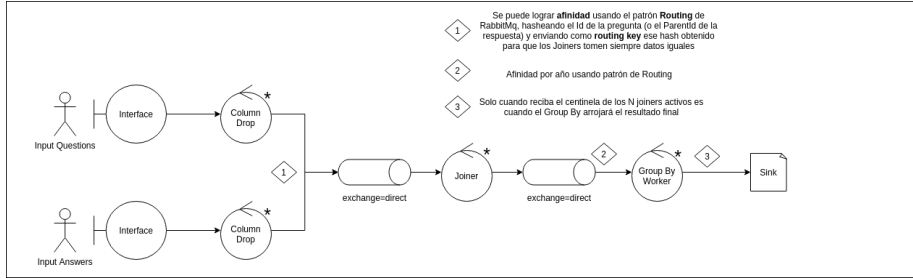 Se puede lograr afinidad usando el patrón Routing de
RabbitMq, hasheando el Id de la pregunta (o el ParentId de la
respuesta) y enviando como routing key ese hash obtenido
para que los Joiners tomen siempre datos iguales
1
2
Afinidad por año usando patrón de Routing
3
Solo cuando reciba el centinela de los N joiners activos es
cuando el Group By arrojará el resultado final
Input Questions
Interface
Column
Drop
*
1
exchange=direct
Joiner
*
exchange=direct
2
Group By
Worker
*
3
Sink
Input Answers
Interface
Column
Drop
*